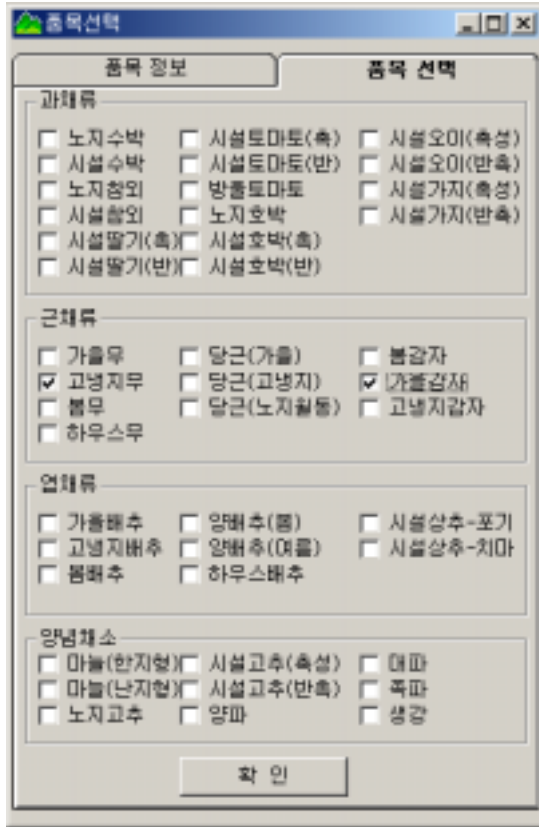 품목선택
품목 정보 품목 선택
과채류
노지수박 시설토마토(촉) 시설오이(촉성)
시설수박 시설토마토(반) 시설오이(반촉)
노지참외 방울토마토 시설가지(촉성)
시설참외 노지호박 시설가지(반촉)
시설딸기(촉) 시설호박(촉)
시설딸기(반) 시설호박(반)
근채류
가을무 당근(가을) 봄감자
고냉지무 당근(고냉지) 가을감자
봄무 당근(노지월동) 고냉지감자
하우스무
엽채류
가을배추 양배추(봄) 시설상추-포기
고냉지배추 양배추(여름) 시설상추-치마
봄배추 하우스배추
양념채소
마늘(한지형) 시설고추(촉성) 대파
마늘(난지형) 시설고추(반촉) 쪽파
노지고추 양파 생강
확 인